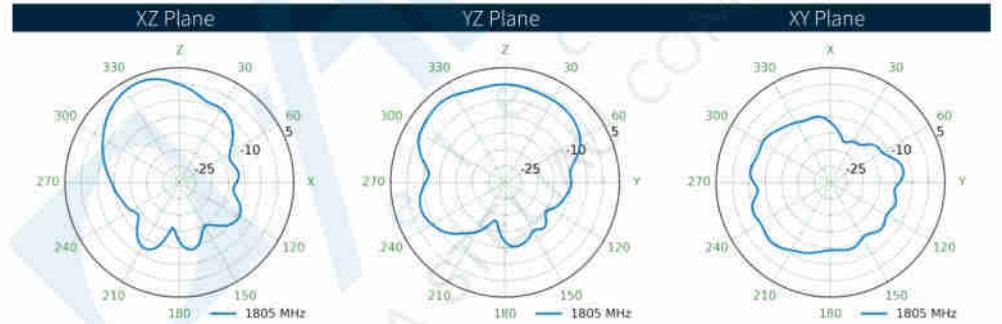 XZ Plane YZ Plane XY Plane
Z Z X
330 30 330 30 330 30
300 60 300 60 300 60
5 5 5
-10 -10 -10
-25 -25 -25
270 X 270 Y 270 Y
240 120 240 120 240 120
210 150 210 150 210 150
180 1805 MHz 180 1805 MHz 180 1805 MHz